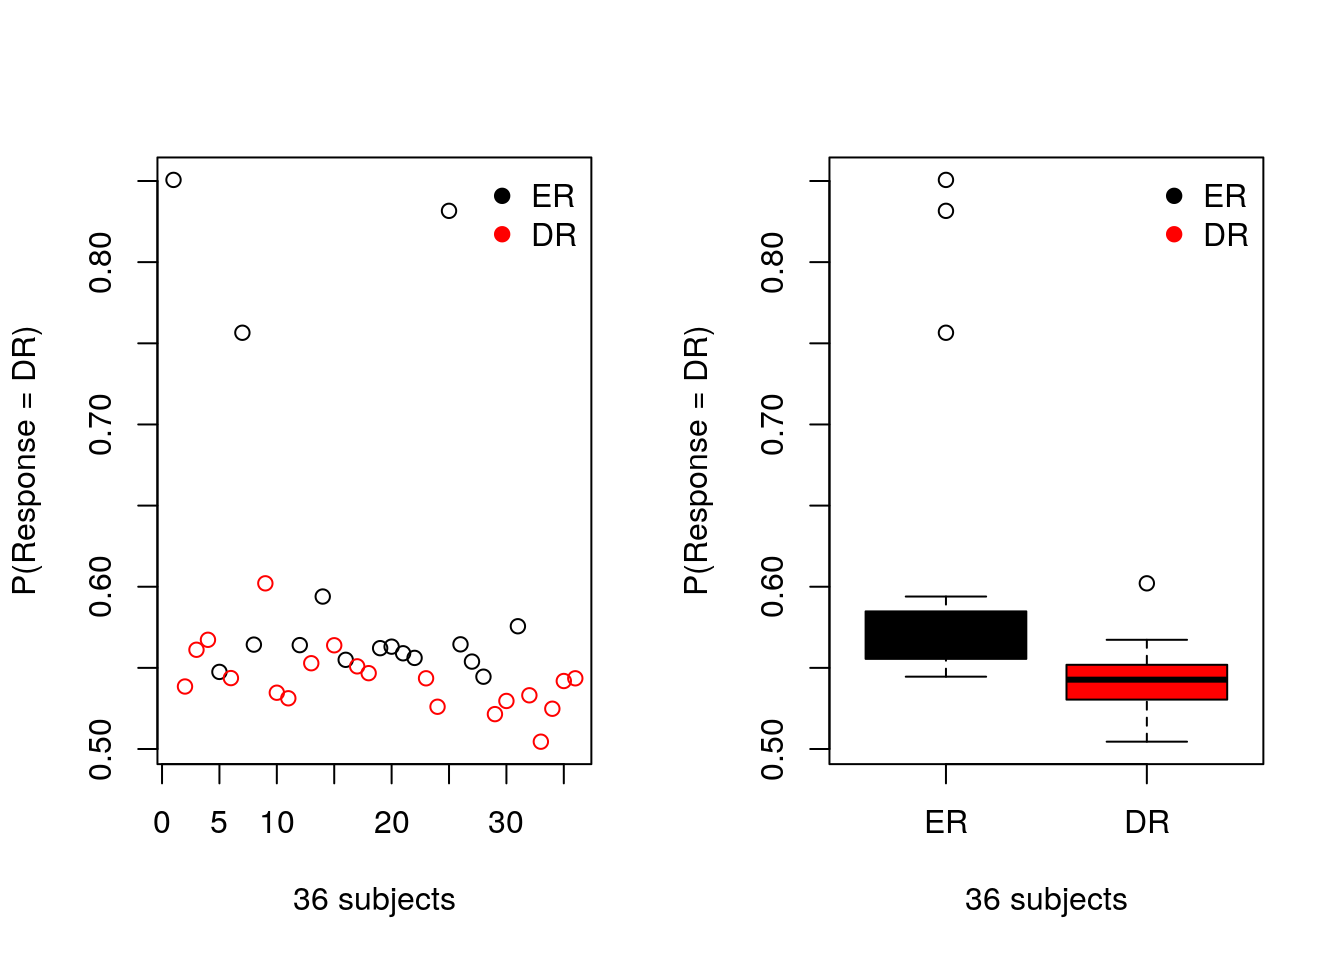 P(Response = DR)
0.80
0.70
0.60
0.50
ER
DR
0 5 10 20 30
36 subjects
P(Response = DR)
0.80
0.70
0.60
0.50
ER
DR
ER DR
36 subjects